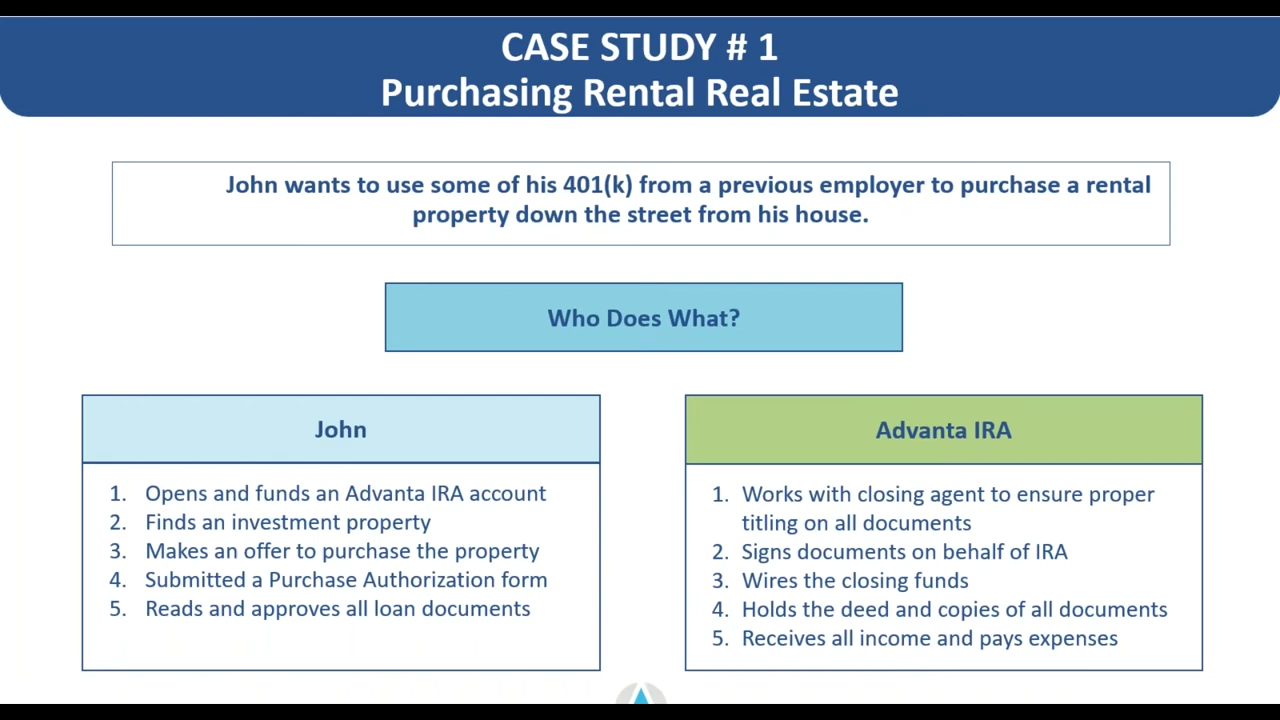 CASE STUDY # 1
Purchasing Rental Real Estate
John wants to use some of his 401(k) from a previous employer to purchase a rental
property down the street from his house.
Who Does What?
John
1. Opens and funds an Advanta IRA account
2. Finds an investment property
3. Makes an offer to purchase the property
4. Submitted a Purchase Authorization form
5. Reads and approves all loan documents
Advanta IRA
1. Works with closing agent to ensure proper
titling on all documents
2. Signs documents on behalf of IRA
3. Wires the closing funds
4. Holds the deed and copies of all documents
5. Receives all income and pays expenses